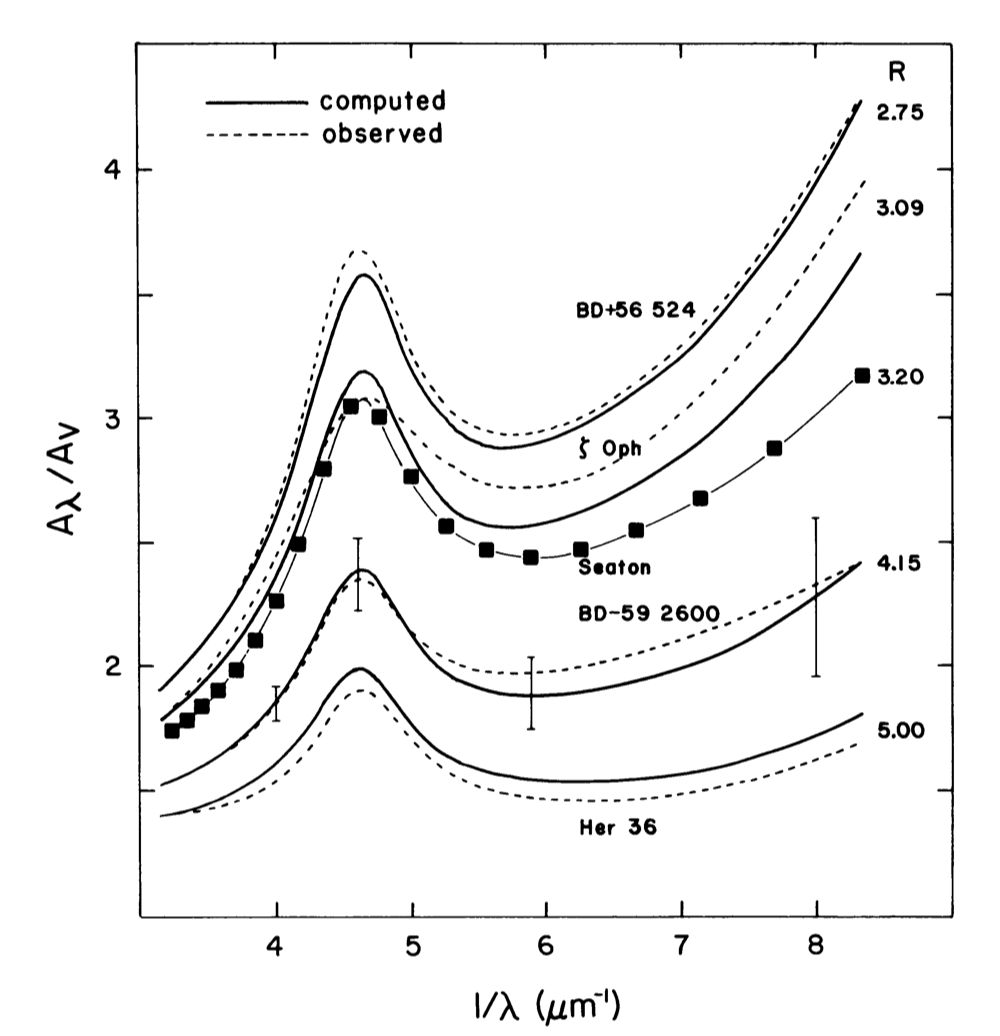 R
computed
observed
2.75
4
3.09
BD+56 524
3.20
3
ζ Oph
Aλ/Av
Seaton
4.15
BD-59 2600
2
5.00
Her 36
4 5 6 7 8
1/λ (μm⁻¹)